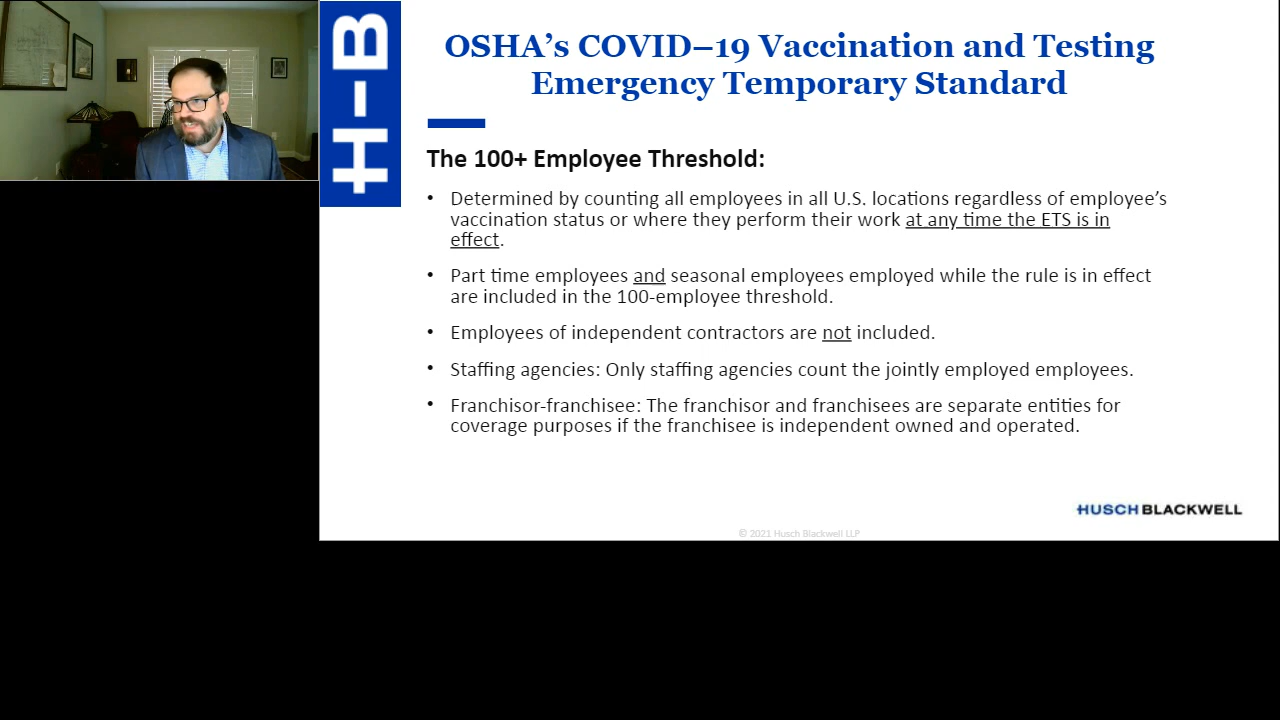 H-B
OSHA’s COVID–19 Vaccination and Testing
Emergency Temporary Standard
The 100+ Employee Threshold:
• Determined by counting all employees in all U.S. locations regardless of employee’s
vaccination status or where they perform their work at any time the ETS is in
effect.
• Part time employees and seasonal employees employed while the rule is in effect
are included in the 100-employee threshold.
• Employees of independent contractors are not included.
• Staffing agencies: Only staffing agencies count the jointly employed employees.
• Franchisor-franchisee: The franchisor and franchisees are separate entities for
coverage purposes if the franchisee is independent owned and operated.
HUSCH BLACKWELL
© 2021 Husch Blackwell LLP